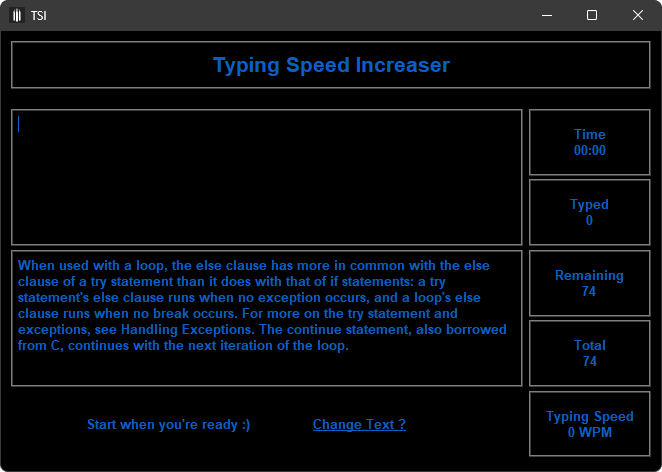 TSI
Typing Speed Increaser
Time
00:00
Typed
0
When used with a loop, the else clause has more in common with the else
clause of a try statement than it does with that of if statements: a try
statement's else clause runs when no exception occurs, and a loop's else
clause runs when no break occurs. For more on the try statement and
exceptions, see Handling Exceptions. The continue statement, also borrowed
from C, continues with the next iteration of the loop.
Remaining
74
Total
74
Start when you're ready :)
Change Text ?
Typing Speed
0 WPM